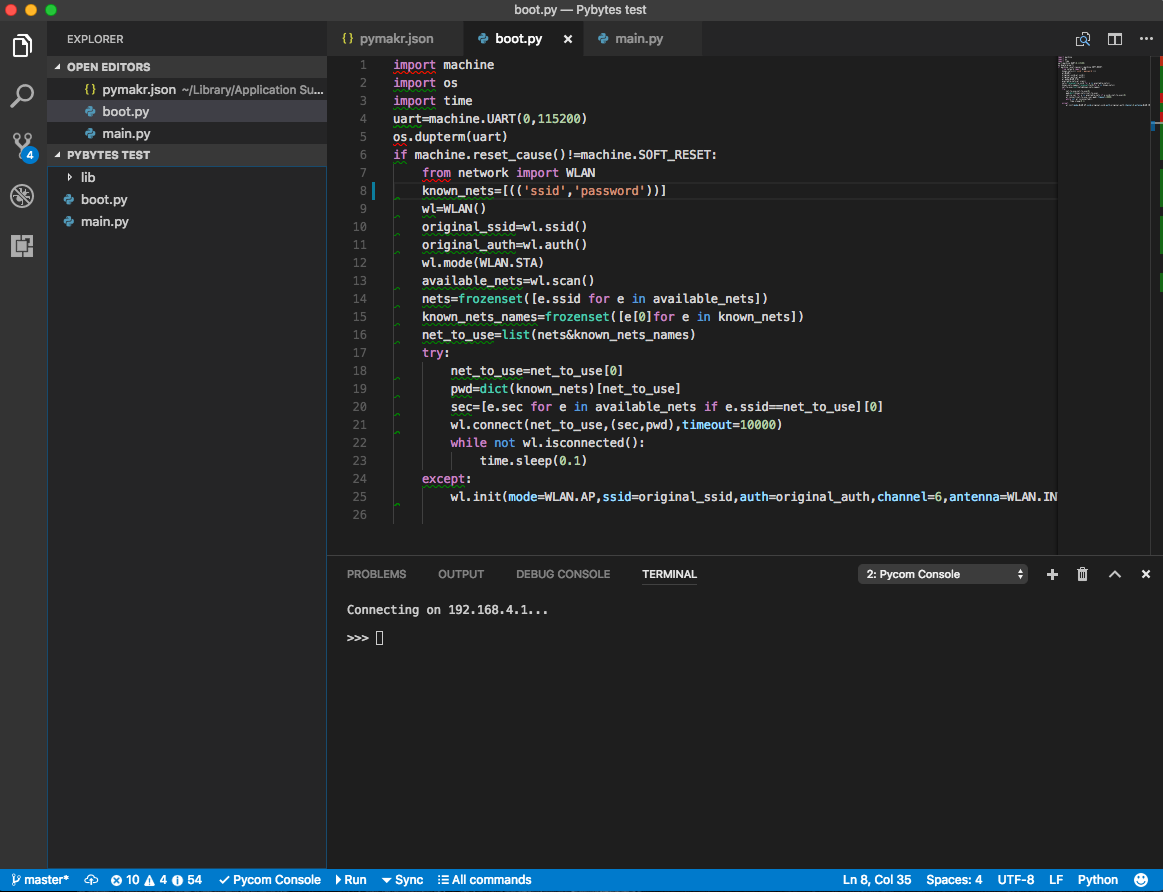 boot.py — Pybytes test
EXPLORER
OPEN EDITORS
{} pymakr.json ~/Library/Application Su...
boot.py
main.py
4
PYBYTES TEST
lib
boot.py
main.py
{} pymakr.json
boot.py
main.py
1 import machine
2 import os
3 import time
4 uart=machine.UART(0,115200)
5 os.dupterm(uart)
6 if machine.reset_cause()!=machine.SOFT_RESET:
7 from network import WLAN
8 known_nets=[(('ssid','password'))]
9 wl=WLAN()
10 original_ssid=wl.ssid()
11 original_auth=wl.auth()
12 wl.mode(WLAN.STA)
13 available_nets=wl.scan()
14 nets=frozenset([e.ssid for e in available_nets])
15 known_nets_names=frozenset([e[0]for e in known_nets])
16 net_to_use=list(nets&known_nets_names)
17 try:
18 net_to_use=net_to_use[0]
19 pwd=dict(known_nets)[net_to_use]
20 sec=[e.sec for e in available_nets if e.ssid==net_to_use][0]
21 wl.connect(net_to_use,(sec,pwd),timeout=10000)
22 while not wl.isconnected():
23 time.sleep(0.1)
24 except:
25 wl.init(mode=WLAN.AP,ssid=original_ssid,auth=original_auth,channel=6,antenna=WLAN.IN
26
PROBLEMS OUTPUT DEBUG CONSOLE TERMINAL 2: Pycom Console
Connecting on 192.168.4.1...
>>>
master* 10 4 54 Pycom Console Run Sync All commands Ln 8, Col 35 Spaces: 4 UTF-8 LF Python